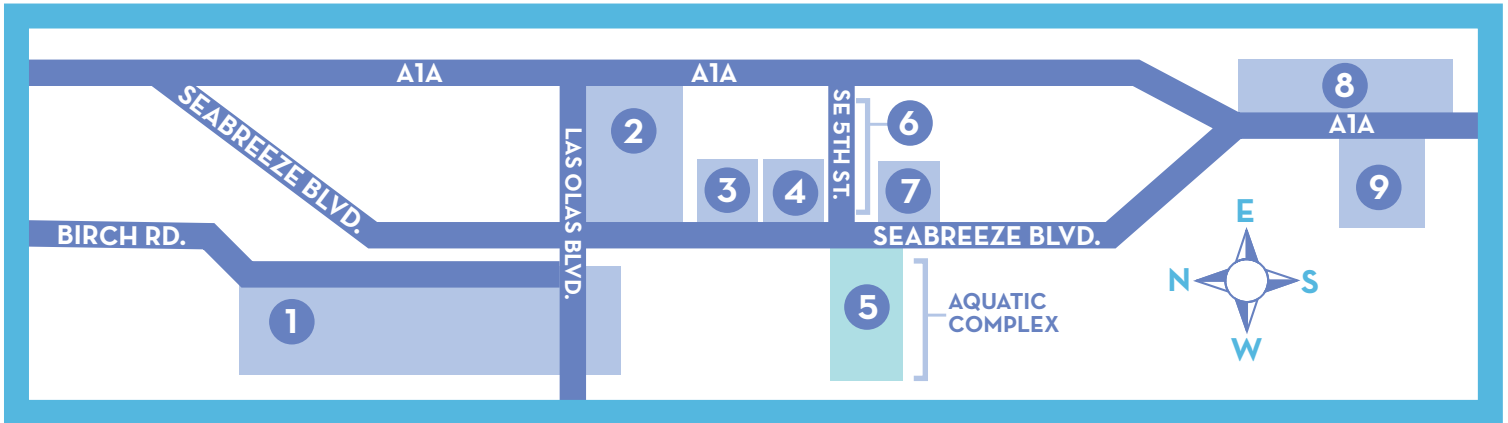 A1A
A1A
8
A1A
SEABREEZE BLVD.
LAS OLAS BLVD.
2
SE 5TH ST.
6
3
4
7
9
BIRCH RD.
SEABREEZE BLVD.
E
N
S
W
1
5
AQUATIC
COMPLEX